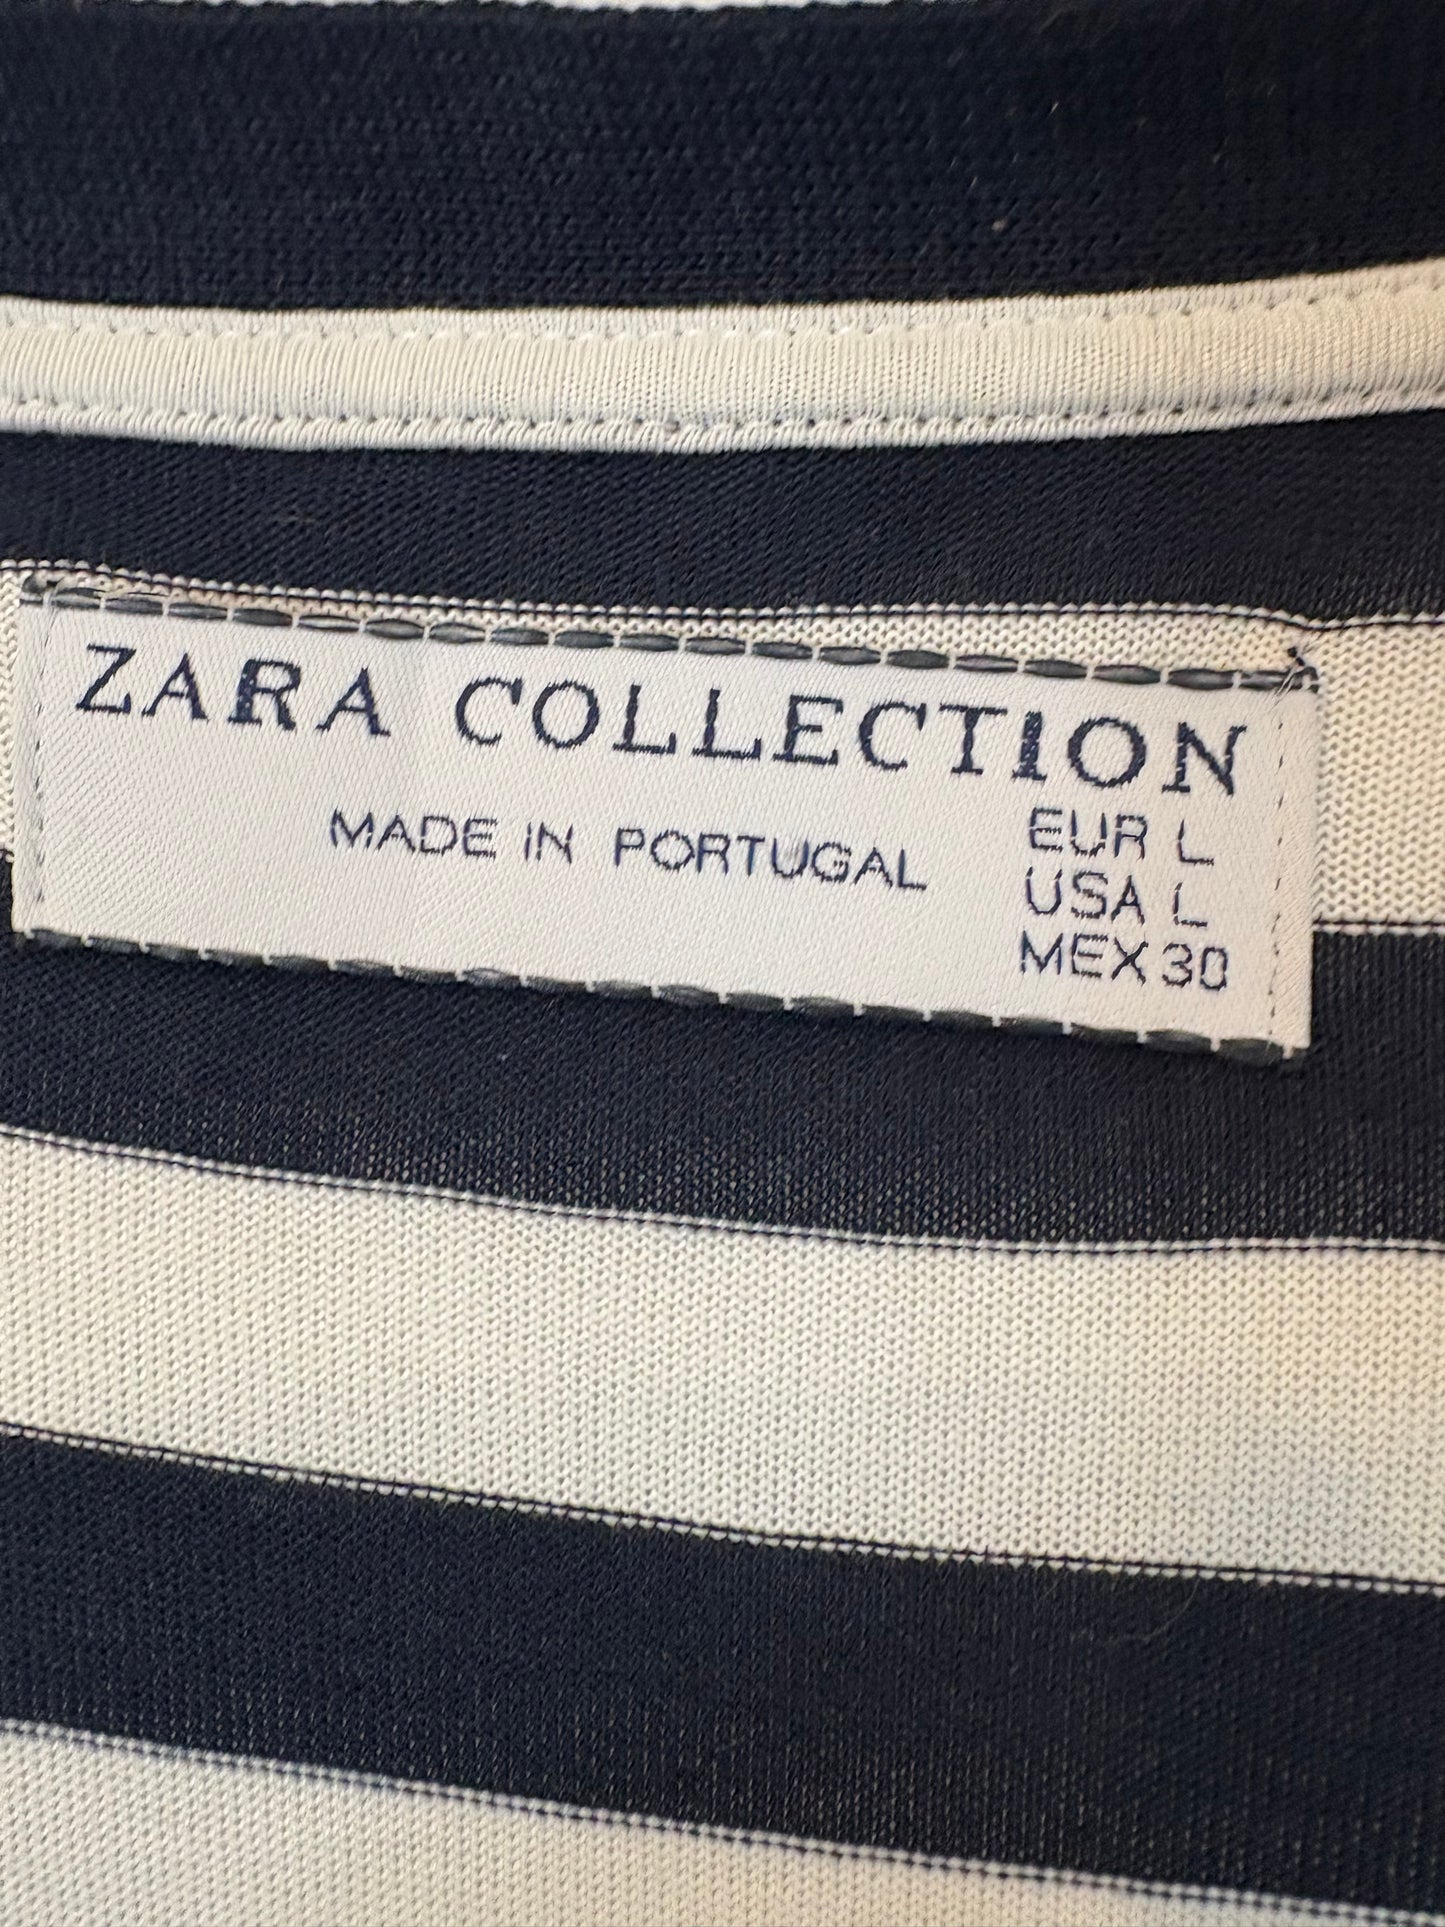 ZARA COLLECTION
MADE IN PORTUGAL
EUR L
USA L
MEX 30